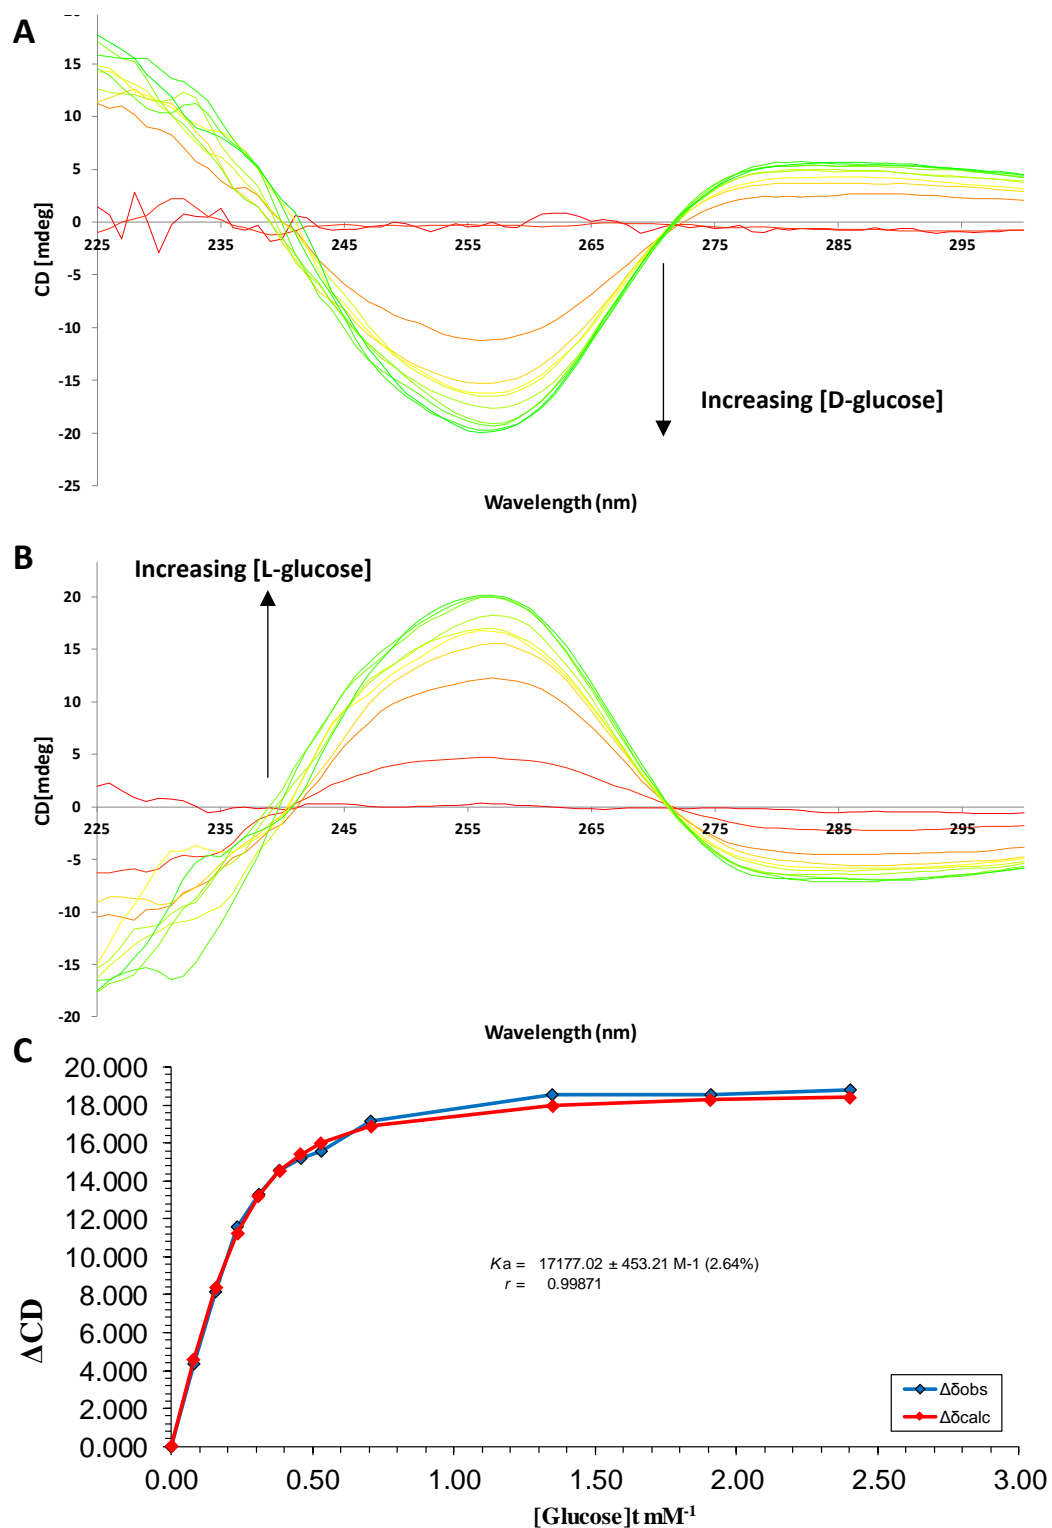 A
20
15
10
5
0
-5
-10
-15
-20
-25
CD [mdeg]
225 235 245 255 265 275 285 295
Increasing [D-glucose]
Wavelength (nm)
B
Increasing [L-glucose]
20
15
10
5
0
-5
-10
-15
-20
CD[mdeg]
225 235 245 255 265 275 285 295
Wavelength (nm)
C
20.000
18.000
16.000
14.000
12.000
10.000
8.000
6.000
4.000
2.000
0.000
ΔCD
Ka = 17177.02 ± 453.21 M-1 (2.64%)
r = 0.99871
Δδobs
Δδcalc
0.00 0.50 1.00 1.50 2.00 2.50 3.00
[Glucose]t mM-1